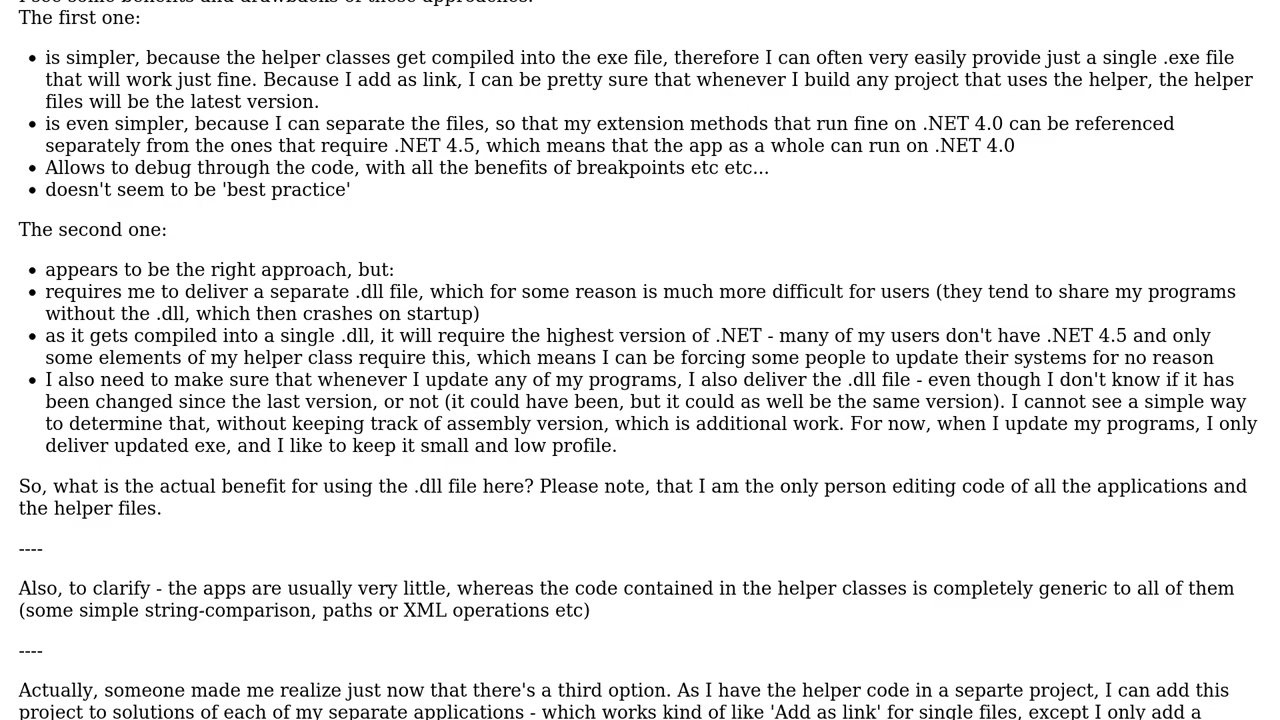 The first one:
is simpler, because the helper classes get compiled into the exe file, therefore I can often very easily provide just a single .exe file
that will work just fine. Because I add as link, I can be pretty sure that whenever I build any project that uses the helper, the helper
files will be the latest version.
is even simpler, because I can separate the files, so that my extension methods that run fine on .NET 4.0 can be referenced
separately from the ones that require .NET 4.5, which means that the app as a whole can run on .NET 4.0
Allows to debug through the code, with all the benefits of breakpoints etc etc...
doesn't seem to be 'best practice'
The second one:
appears to be the right approach, but:
requires me to deliver a separate .dll file, which for some reason is much more difficult for users (they tend to share my programs
without the .dll, which then crashes on startup)
as it gets compiled into a single .dll, it will require the highest version of .NET - many of my users don't have .NET 4.5 and only
some elements of my helper class require this, which means I can be forcing some people to update their systems for no reason
I also need to make sure that whenever I update any of my programs, I also deliver the .dll file - even though I don't know if it has
been changed since the last version, or not (it could have been, but it could as well be the same version). I cannot see a simple way
to determine that, without keeping track of assembly version, which is additional work. For now, when I update my programs, I only
deliver updated exe, and I like to keep it small and low profile.
So, what is the actual benefit for using the .dll file here? Please note, that I am the only person editing code of all the applications and
the helper files.
----
Also, to clarify - the apps are usually very little, whereas the code contained in the helper classes is completely generic to all of them
(some simple string-comparison, paths or XML operations etc)
----
Actually, someone made me realize just now that there's a third option. As I have the helper code in a separte project, I can add this
project to solutions of each of my separate applications - which works kind of like 'Add as link' for single files, except I only add a